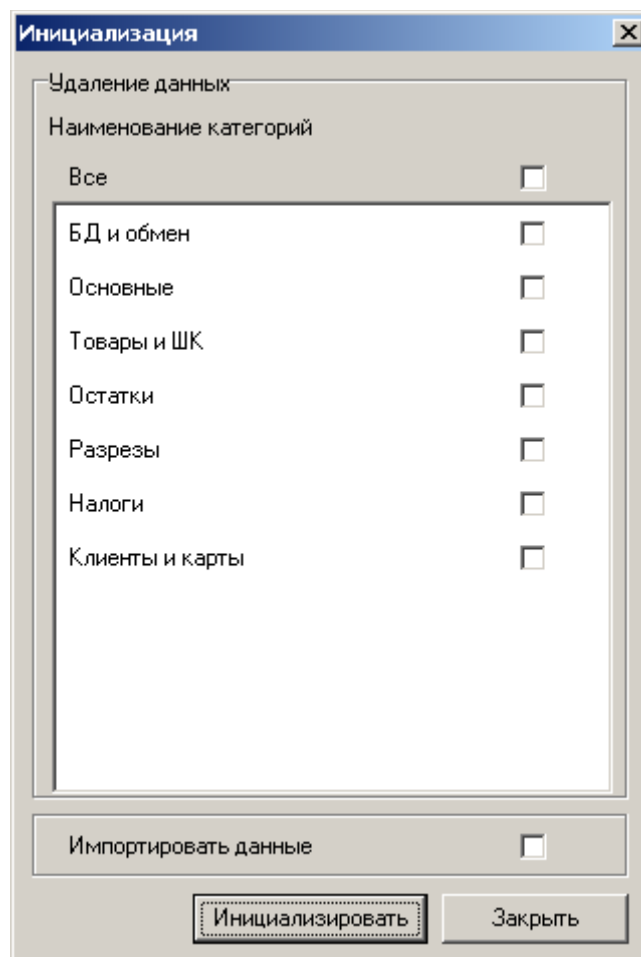 Инициализация
Удаление данных
Наименование категорий
Все
БД и обмен
Основные
Товары и ШК
Остатки
Разрезы
Налоги
Клиенты и карты
Импортировать данные
Инициализировать Закрыть